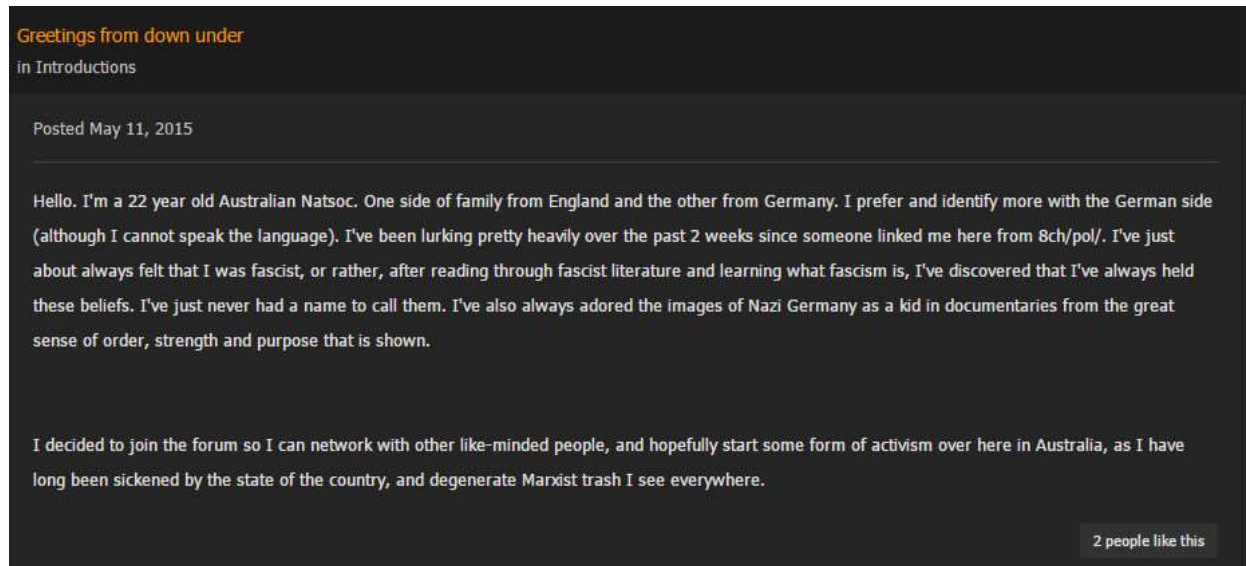 Greetings from down under
in Introductions
Posted May 11, 2015
Hello. I'm a 22 year old Australian Natsoc. One side of family from England and the other from Germany. I prefer and identify more with the German side
(although I cannot speak the language). I've been lurking pretty heavily over the past 2 weeks since someone linked me here from 8ch/pol/. I've just
about always felt that I was fascist, or rather, after reading through fascist literature and learning what fascism is, I've discovered that I've always held
these beliefs. I've just never had a name to call them. I've also always adored the images of Nazi Germany as a kid in documentaries from the great
sense of order, strength and purpose that is shown.
I decided to join the forum so I can network with other like-minded people, and hopefully start some form of activism over here in Australia, as I have
long been sickened by the state of the country, and degenerate Marxist trash I see everywhere.
2 people like this